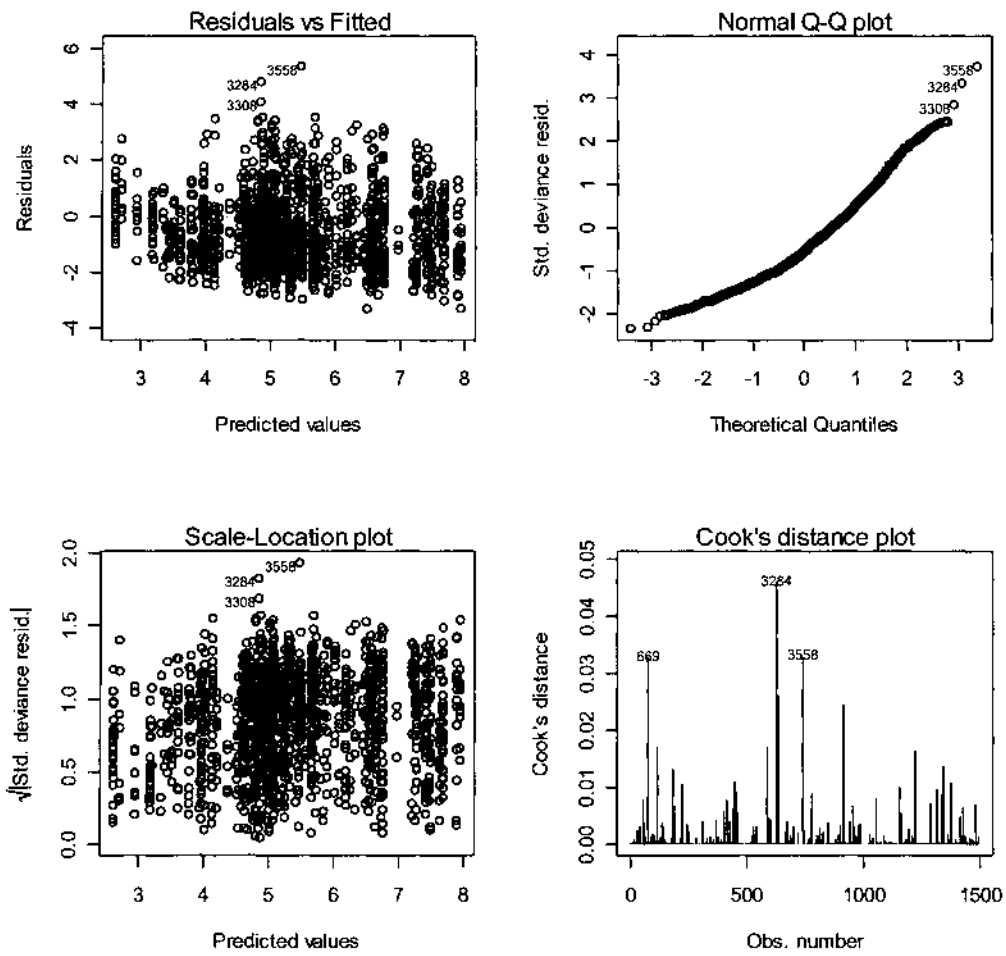 Residuals vs Fitted
6
4
2
0
-2
-4
Residuals
3558
3284
3308
3 4 5 6 7 8
Predicted values
Normal Q-Q plot
4
3
2
1
0
-1
-2
Std. deviance resid.
3558
3284
3308
-3 -2 -1 0 1 2 3
Theoretical Quantiles
Scale-Location plot
2.0
1.5
1.0
0.5
0.0
√|Std. deviance resid.|
3558
3284
3308
3 4 5 6 7 8
Predicted values
Cook's distance plot
0.05
0.04
0.03
0.02
0.01
0.00
Cook's distance
3284
669
3558
0 500 1000 1500
Obs. number